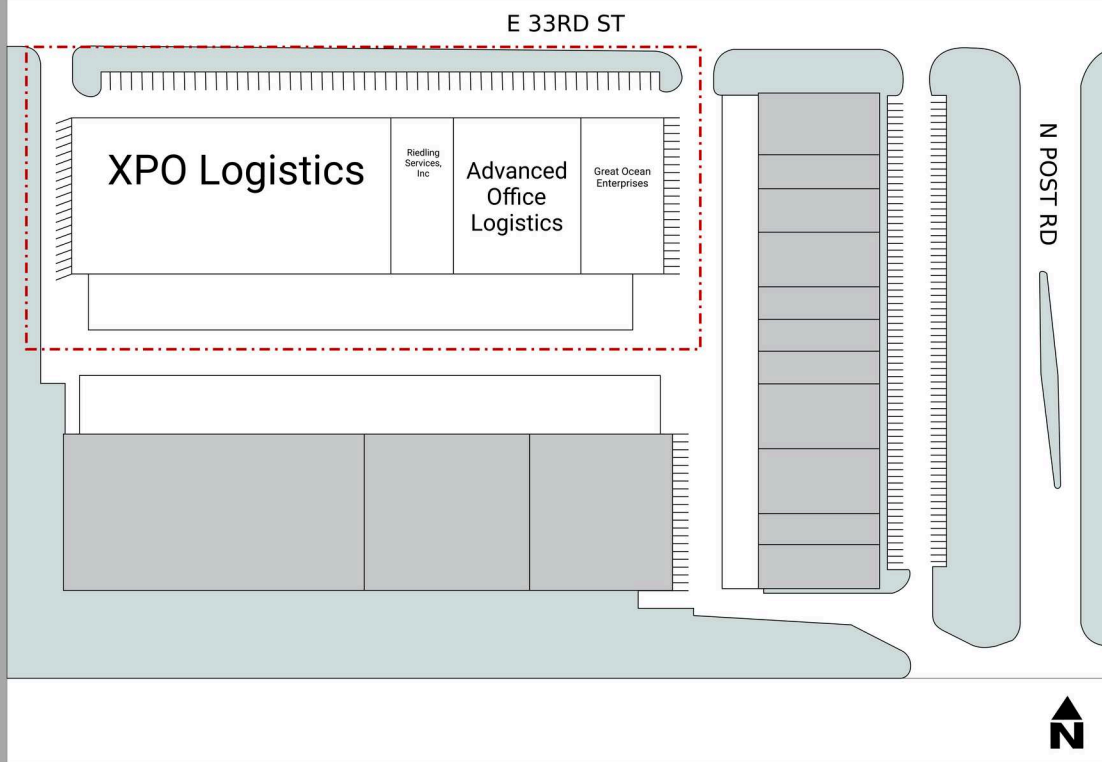 E 33RD ST
XPO Logistics
Riedling
Services,
Inc
Advanced
Office
Logistics
Great Ocean
Enterprises
N POST RD
N